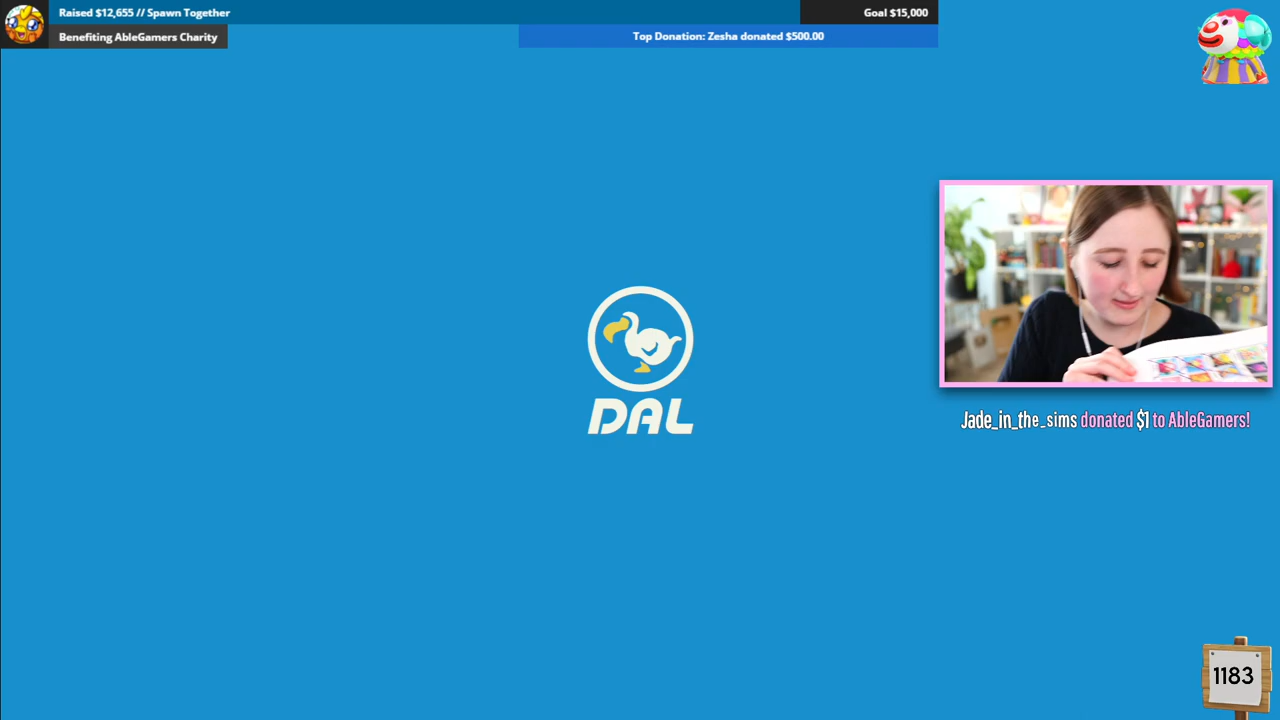 Raised $12,655 // Spawn Together
Goal $15,000
Benefiting AbleGamers Charity
Top Donation: Zesha donated $500.00
DAL
Jade_in_the_sims donated $1 to AbleGamers!
1183